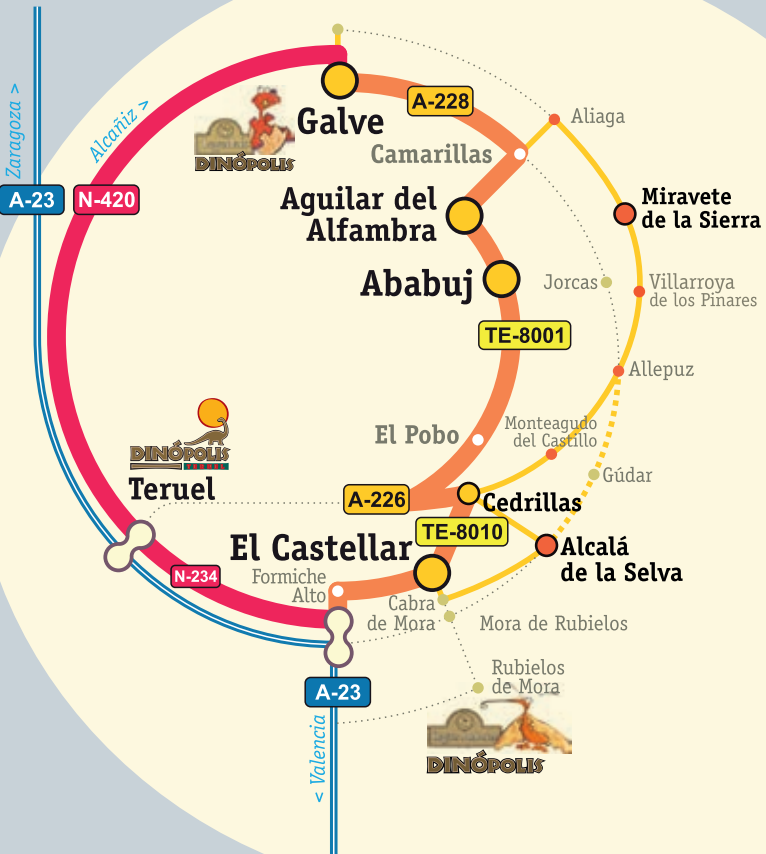 Zaragoza >
Alcañiz >
A-23
N-420
Galve
DINÓPOLIS
A-228
Camarillas
Aliaga
Aguilar del
Alfambra
Miravete
de la Sierra
Ababuj
Jorcas
Villarroya
de los Pinares
TE-8001
Allepuz
DINÓPOLIS
TERUEL
Teruel
El Pobo
Monteagudo
del Castillo
Gúdar
A-226
Cedrillas
TE-8010
El Castellar
Alcalá
de la Selva
N-234
Formiche
Alto
Cabra
de Mora
Mora de Rubielos
Rubielos
de Mora
A-23
< Valencia
DINÓPOLIS